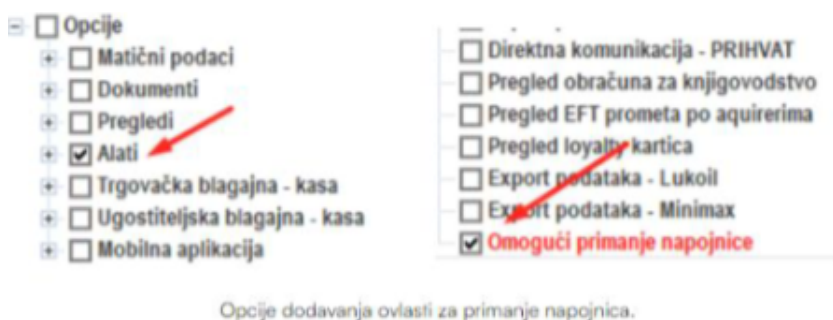 Opcije
Matični podaci
Dokumenti
Pregledi
Alati
Trgovačka blagajna - kasa
Ugostiteljska blagajna - kasa
Mobilna aplikacija
Direktna komunikacija - PRIHVAT
Pregled obračuna za knjigovodstvo
Pregled EFT prometa po aquirerima
Pregled loyalty kartica
Export podataka - Lukoil
Export podataka - Minimax
Omogući primanje napojnice
Opcije dodavanja ovlasti za primanje napojnica.